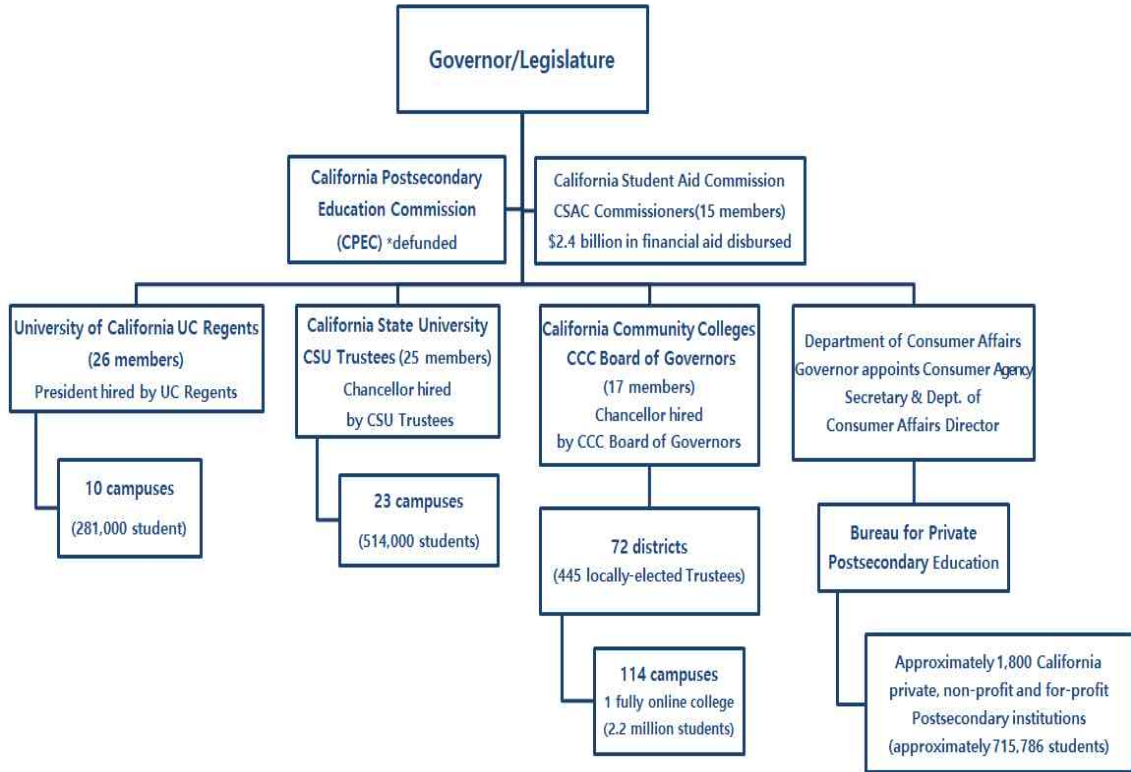 Governor/Legislature
California Postsecondary
Education Commission
(CPEC) *defunded
California Student Aid Commission
CSAC Commissioners(15 members)
$2.4 billion in financial aid disbursed
University of California UC Regents
(26 members)
President hired by UC Regents
California State University
CSU Trustees (25 members)
Chancellor hired
by CSU Trustees
California Community Colleges
CCC Board of Governors
(17 members)
Chancellor hired
by CCC Board of Governors
Department of Consumer Affairs
Governor appoints Consumer Agency
Secretary & Dept. of
Consumer Affairs Director
10 campuses
(281,000 student)
23 campuses
(514,000 students)
72 districts
(445 locally-elected Trustees)
Bureau for Private
Postsecondary Education
114 campuses
1 fully online college
(2.2 million students)
Approximately 1,800 California
private, non-profit and for-profit
Postsecondary institutions
(approximately 715,786 students)